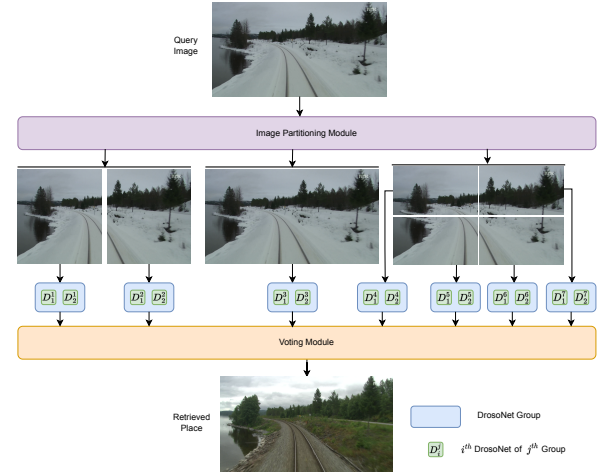 Query
Image
Image Partitioning Module
D₁¹ D₂¹ D₁² D₂² D₁³ D₂³ D₁⁴ D₂⁴ D₁⁵ D₂⁵ D₁⁶ D₂⁶ D₁⁷ D₂⁷
Voting Module
Retrieved
Place
DrosoNet Group
Dᵢʲ iᵗʰ DrosoNet of jᵗʰ Group